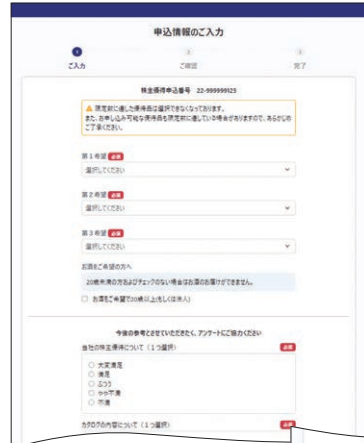 申込情報のご入力
1 2 3
ご入力 ご確認 完了
株主優待申込番号 22-999999123
限定数に達した優待品は選択できなくなっております。
また、お申し込み可能な優待品も限定数に達している場合がありますので、あらかじめ
ご了承ください。
第1希望 必須
選択してください
第2希望 必須
選択してください
第3希望 必須
選択してください
お酒をご希望の方へ
20歳未満の方およびチェックのない場合はお酒のお届けができません。
お酒をご希望で20歳以上(もしくは法人)
今後の参考とさせていただきたく、アンケートにご協力ください
当社の株主優待について(1つ選択) 必須
大変満足
満足
ふつう
やや不満
不満
カタログの内容について(1つ選択) 必須